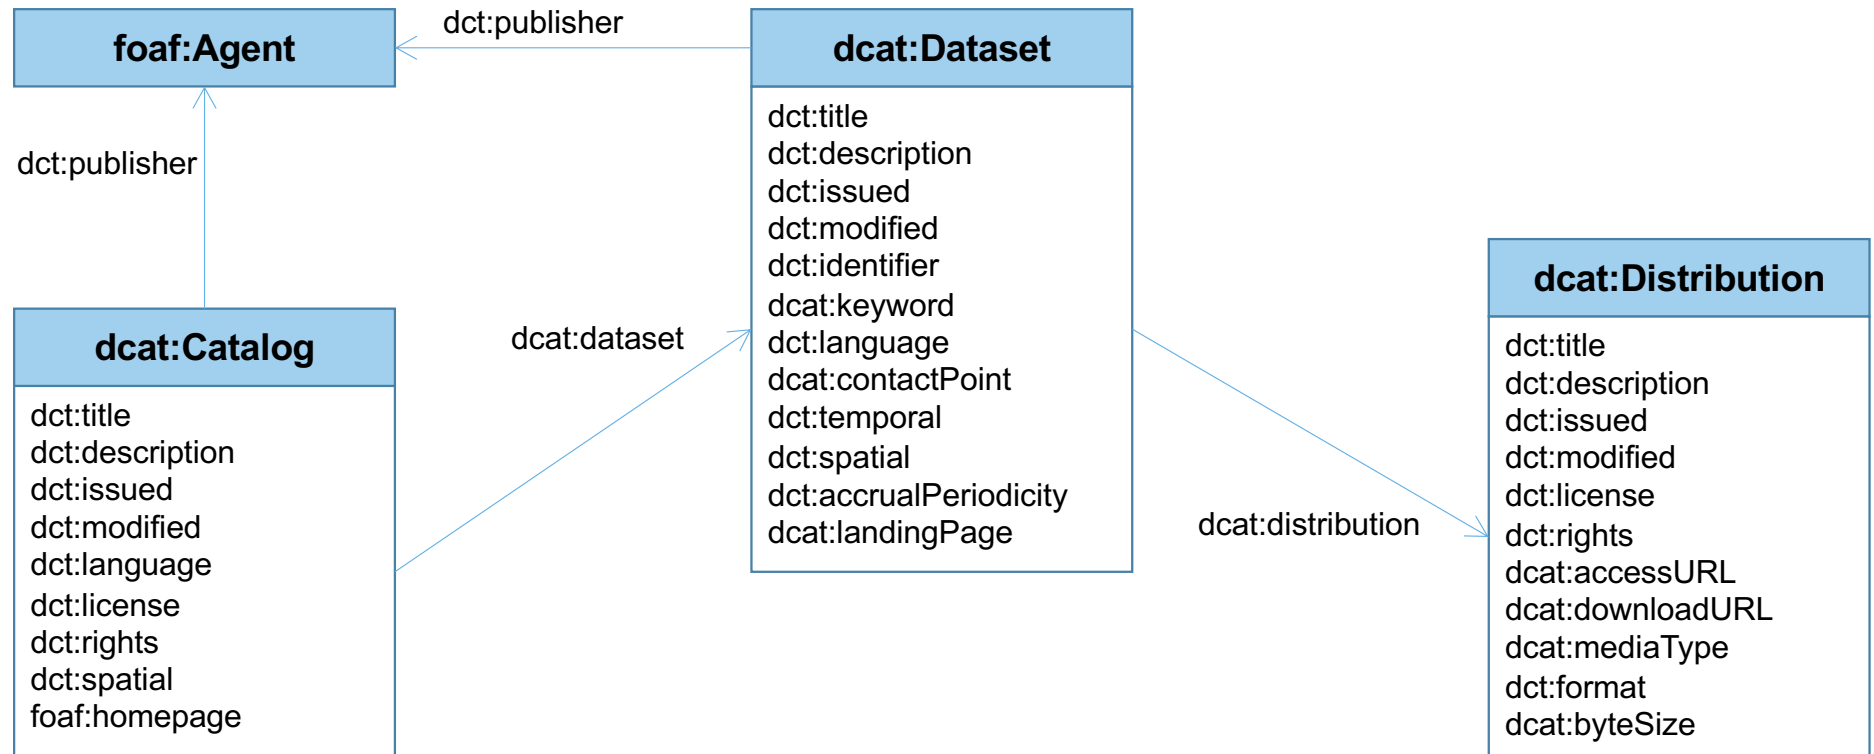 foaf:Agent
dct:publisher
dcat:Dataset
dct:title
dct:description
dct:issued
dct:modified
dct:identifier
dcat:keyword
dct:language
dcat:contactPoint
dct:temporal
dct:spatial
dct:accrualPeriodicity
dcat:landingPage
dct:publisher
dcat:Catalog
dct:title
dct:description
dct:issued
dct:modified
dct:language
dct:license
dct:rights
dct:spatial
foaf:homepage
dcat:dataset
dcat:distribution
dcat:Distribution
dct:title
dct:description
dct:issued
dct:modified
dct:license
dct:rights
dcat:accessURL
dcat:downloadURL
dcat:mediaType
dct:format
dcat:byteSize